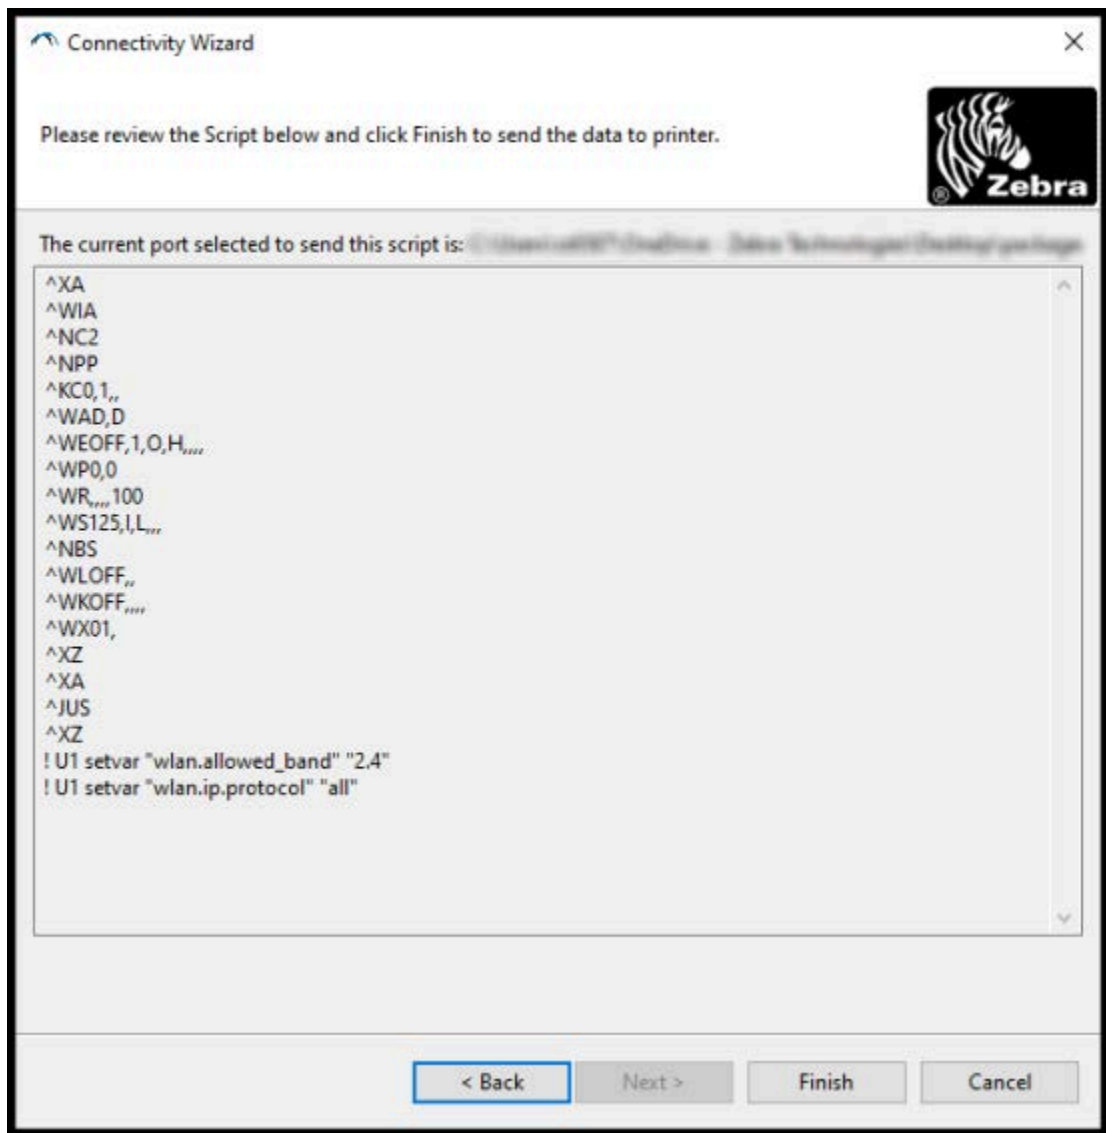 Connectivity Wizard
Please review the Script below and click Finish to send the data to printer.
® Zebra
The current port selected to send this script is:
^XA
^WIA
^NC2
^NPP
^KC0,1,,
^WAD,D
^WEOFF,1,O,H,,,,
^WP0,0
^WR,,,,100
^WS125,I,L,,,
^NBS
^WLOFF,,
^WKOFF,,,,
^WX01,
^XZ
^XA
^JUS
^XZ
! U1 setvar "wlan.allowed_band" "2.4"
! U1 setvar "wlan.ip.protocol" "all"
< Back Next > Finish Cancel